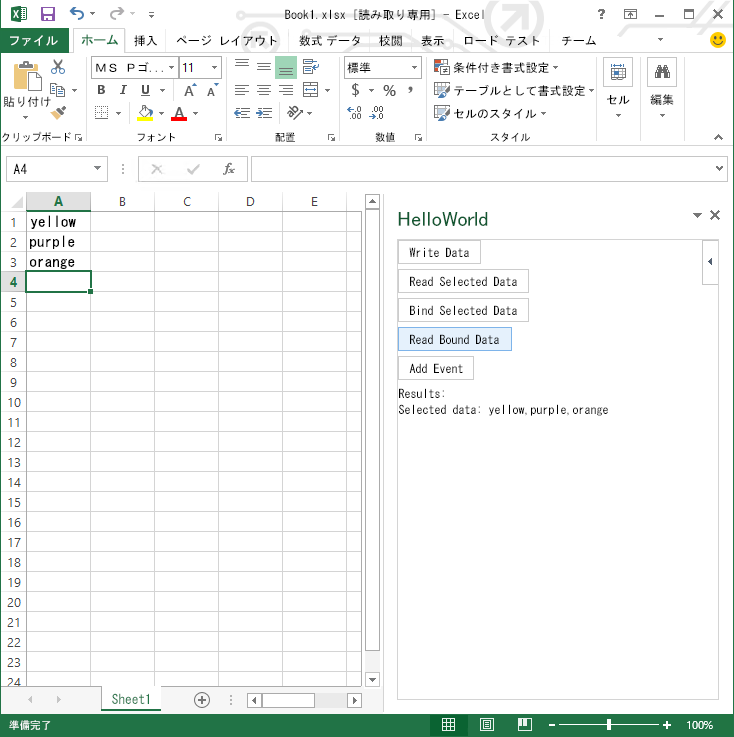 Book1.xlsx [読み取り専用] - Excel
ファイル ホーム 挿入 ページ レイアウト 数式 データ 校閲 表示 ロード テスト チーム
貼り付け
クリップボード
ＭＳ Ｐゴ... 11
B I U A A
A
フォント
配置
標準
$ % ,
.00 .0
数値
条件付き書式設定
テーブルとして書式設定
セルのスタイル
スタイル
セル
編集
A4 fx
A B C D E
1 yellow
2 purple
3 orange
4
5
6
7
8
9
10
11
12
13
14
15
16
17
18
19
20
21
22
23
24
HelloWorld
Write Data
Read Selected Data
Bind Selected Data
Read Bound Data
Add Event
Results:
Selected data: yellow,purple,orange
Sheet1
準備完了 100%